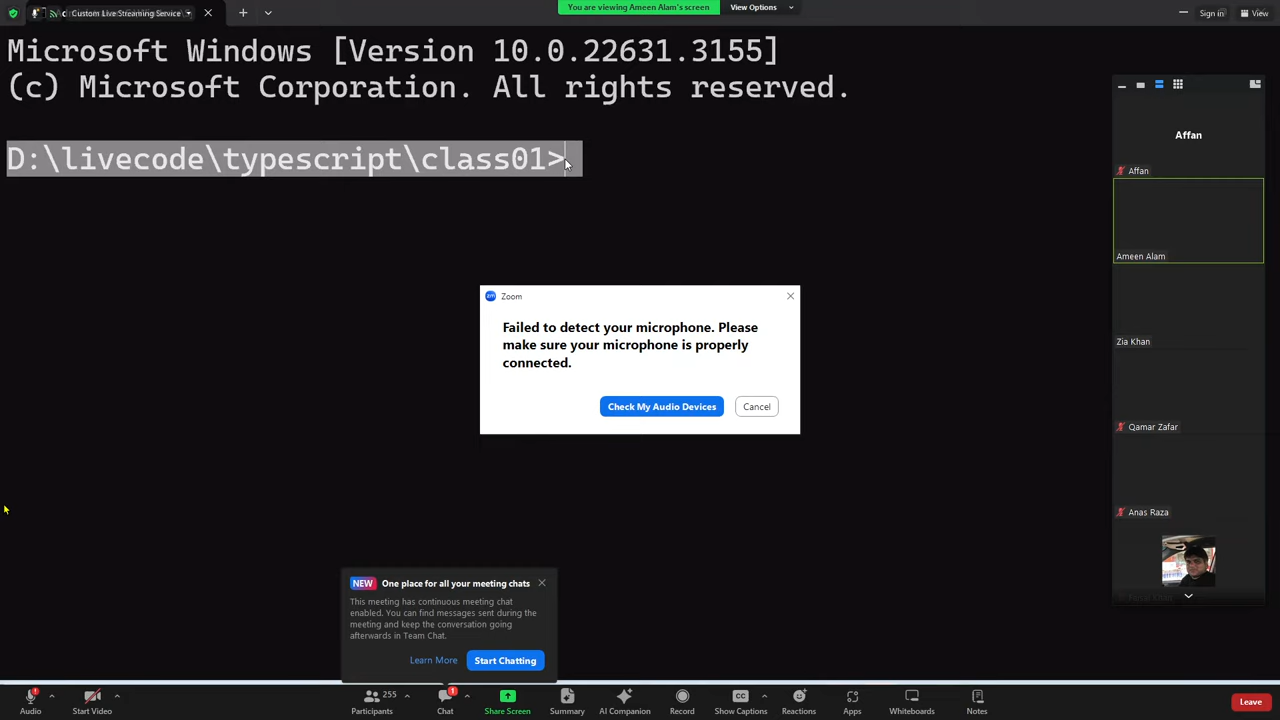 Custom Live Streaming Service
You are viewing Ameen Alam's screen
View Options
Sign in
View
Microsoft Windows [Version 10.0.22631.3155]
(c) Microsoft Corporation. All rights reserved.
D:\livecode\typescript\class01>
Affan
Affan
Ameen Alam
Zia Khan
Qamar Zafar
Anas Raza
zm Zoom
Failed to detect your microphone. Please
make sure your microphone is properly
connected.
Check My Audio Devices
Cancel
NEW One place for all your meeting chats
This meeting has continuous meeting chat
enabled. You can find messages sent during the
meeting and keep the conversation going
afterwards in Team Chat.
Learn More
Start Chatting
Audio
Start Video
255
Participants
1
Chat
Share Screen
Summary
AI Companion
Record
CC
Show Captions
Reactions
Apps
Whiteboards
Notes
Leave